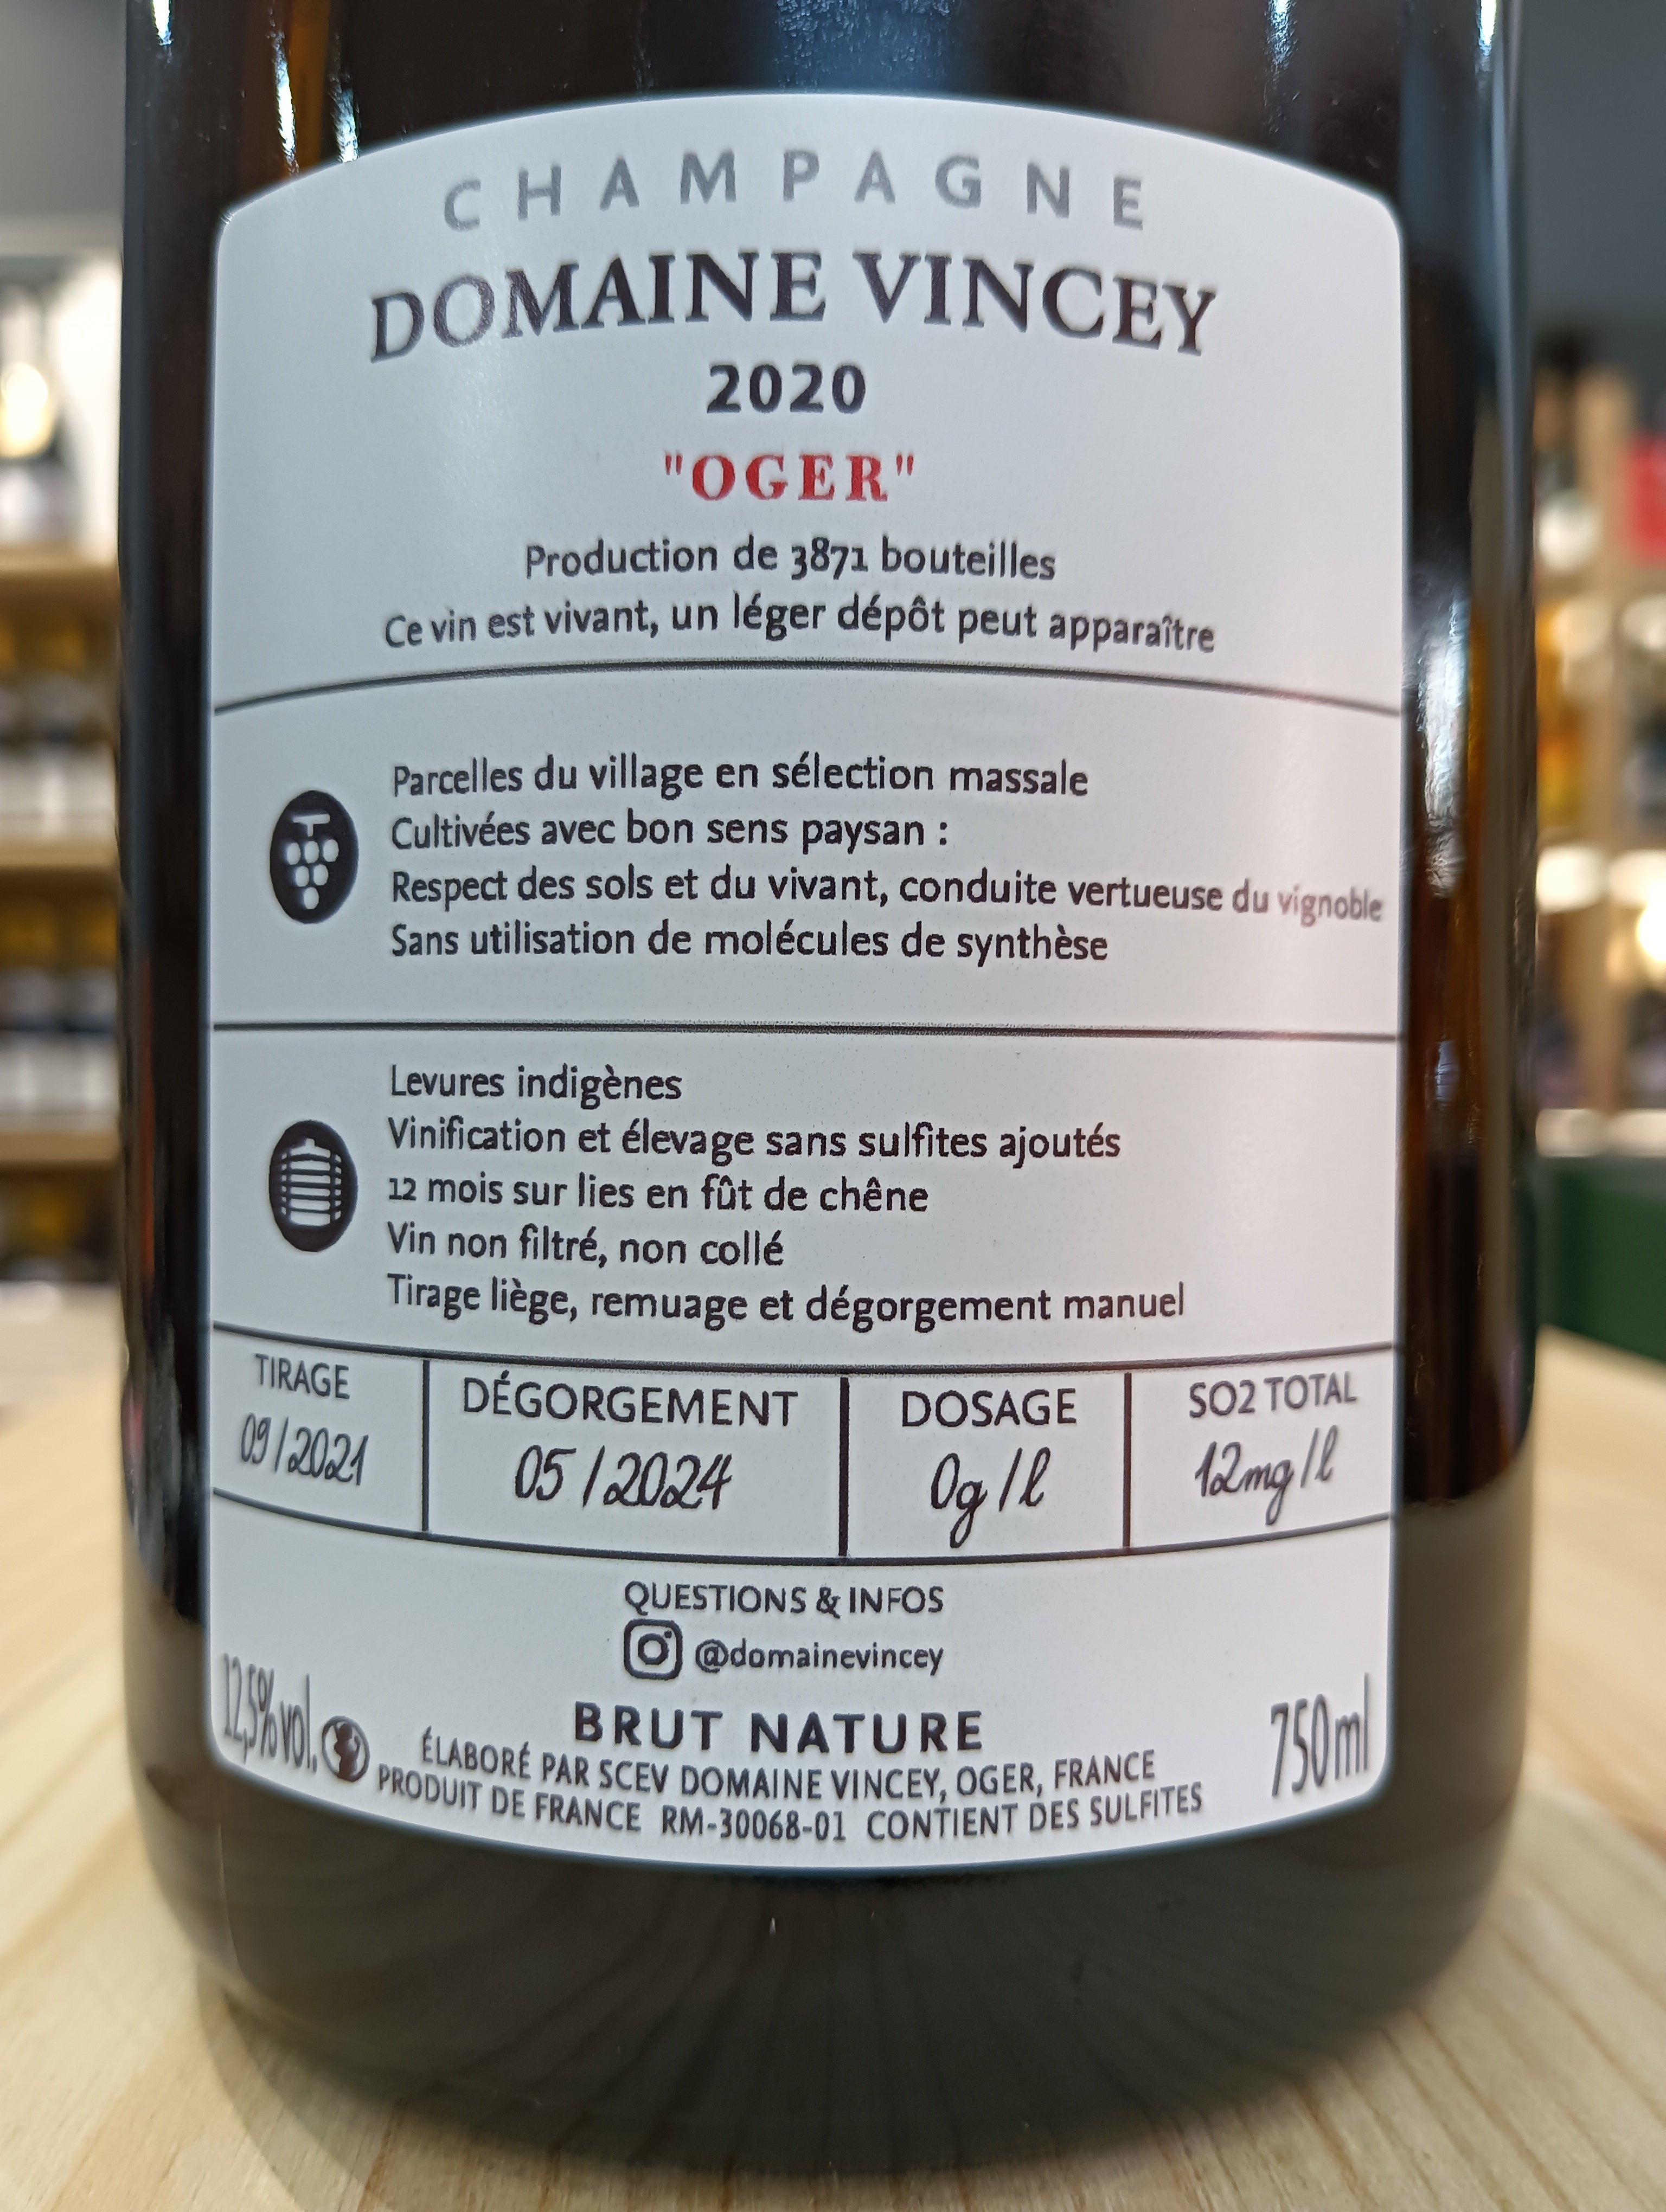 CHAMPAGNE
DOMAINE VINCEY
2020
"OGER"
Production de 3871 bouteilles
Ce vin est vivant, un léger dépôt peut apparaître
Parcelles du village en sélection massale
Cultivées avec bon sens paysan :
Respect des sols et du vivant, conduite vertueuse du vignoble
Sans utilisation de molécules de synthèse
Levures indigènes
Vinification et élevage sans sulfites ajoutés
12 mois sur lies en fût de chêne
Vin non filtré, non collé
Tirage liège, remuage et dégorgement manuel
TIRAGE
09/2021
DÉGORGEMENT
05/2024
DOSAGE
0g/l
SO2 TOTAL
12mg/l
QUESTIONS & INFOS
@domainevincey
12,5%vol.
BRUT NATURE
750ml
ÉLABORÉ PAR SCEV DOMAINE VINCEY, OGER, FRANCE
PRODUIT DE FRANCE RM-30068-01 CONTIENT DES SULFITES